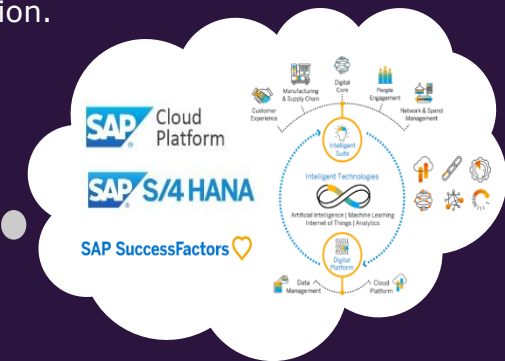 ion.
SAP® Cloud
Platform
SAP® S/4HANA
SAP SuccessFactors
Digital
Core
Manufacturing
& Supply Chain
People
Engagement
Customer
Experience
Network & Spend
Management
Intelligent
Suite
Intelligent Technologies
Artificial Intelligence | Machine Learning
Internet of Things | Analytics
Digital
Platform
Data
Management
Cloud
Platform